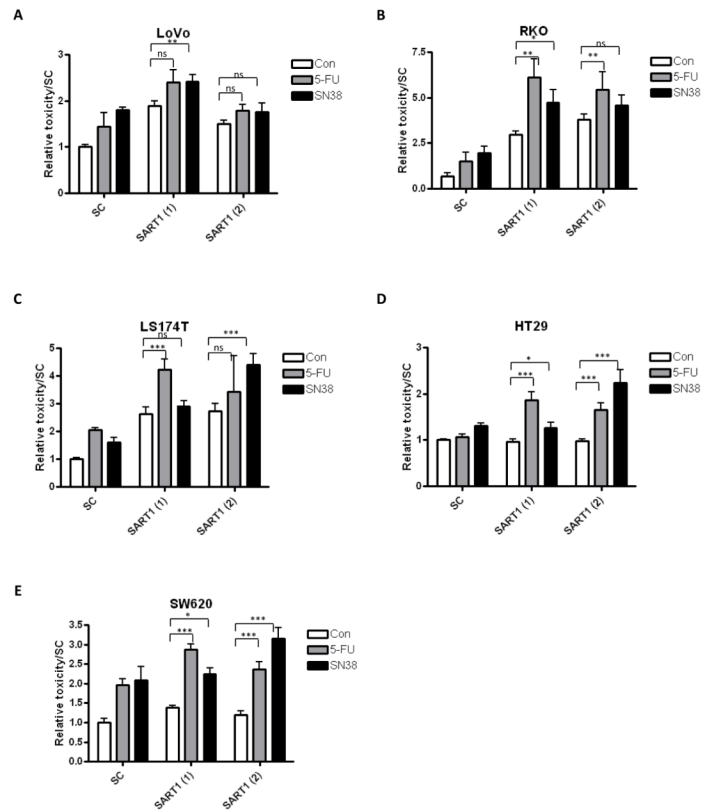 A
LoVo
Relative toxicity/SC
3
2
1
0
**
ns
ns
ns
SC
SART1 (1)
SART1 (2)
Con
5-FU
SN38
B
RKO
Relative toxicity/SC
7.5
5.0
2.5
0.0
*
**
ns
**
SC
SART1 (1)
SART1 (2)
Con
5-FU
SN38
C
LS174T
Relative toxicity/SC
5
4
3
2
1
0
ns
***
***
ns
SC
SART1 (1)
SART1 (2)
Con
5-FU
SN38
D
HT29
Relative toxicity/SC
3
2
1
0
*
***
***
***
SC
SART1 (1)
SART1 (2)
Con
5-FU
SN38
E
SW620
Relative toxicity/SC
3.5
3.0
2.5
2.0
1.5
1.0
0.5
0.0
*
***
***
***
SC
SART1 (1)
SART1 (2)
Con
5-FU
SN38